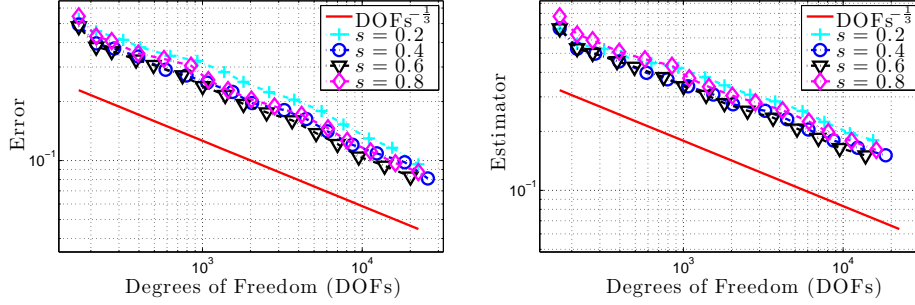 DOFs^{-\frac{1}{3}}
s = 0.2
s = 0.4
s = 0.6
s = 0.8
Error
10^{-1}
10^3
10^4
Degrees of Freedom (DOFs)
DOFs^{-\frac{1}{3}}
s = 0.2
s = 0.4
s = 0.6
s = 0.8
Estimator
10^{-1}
10^3
10^4
Degrees of Freedom (DOFs)